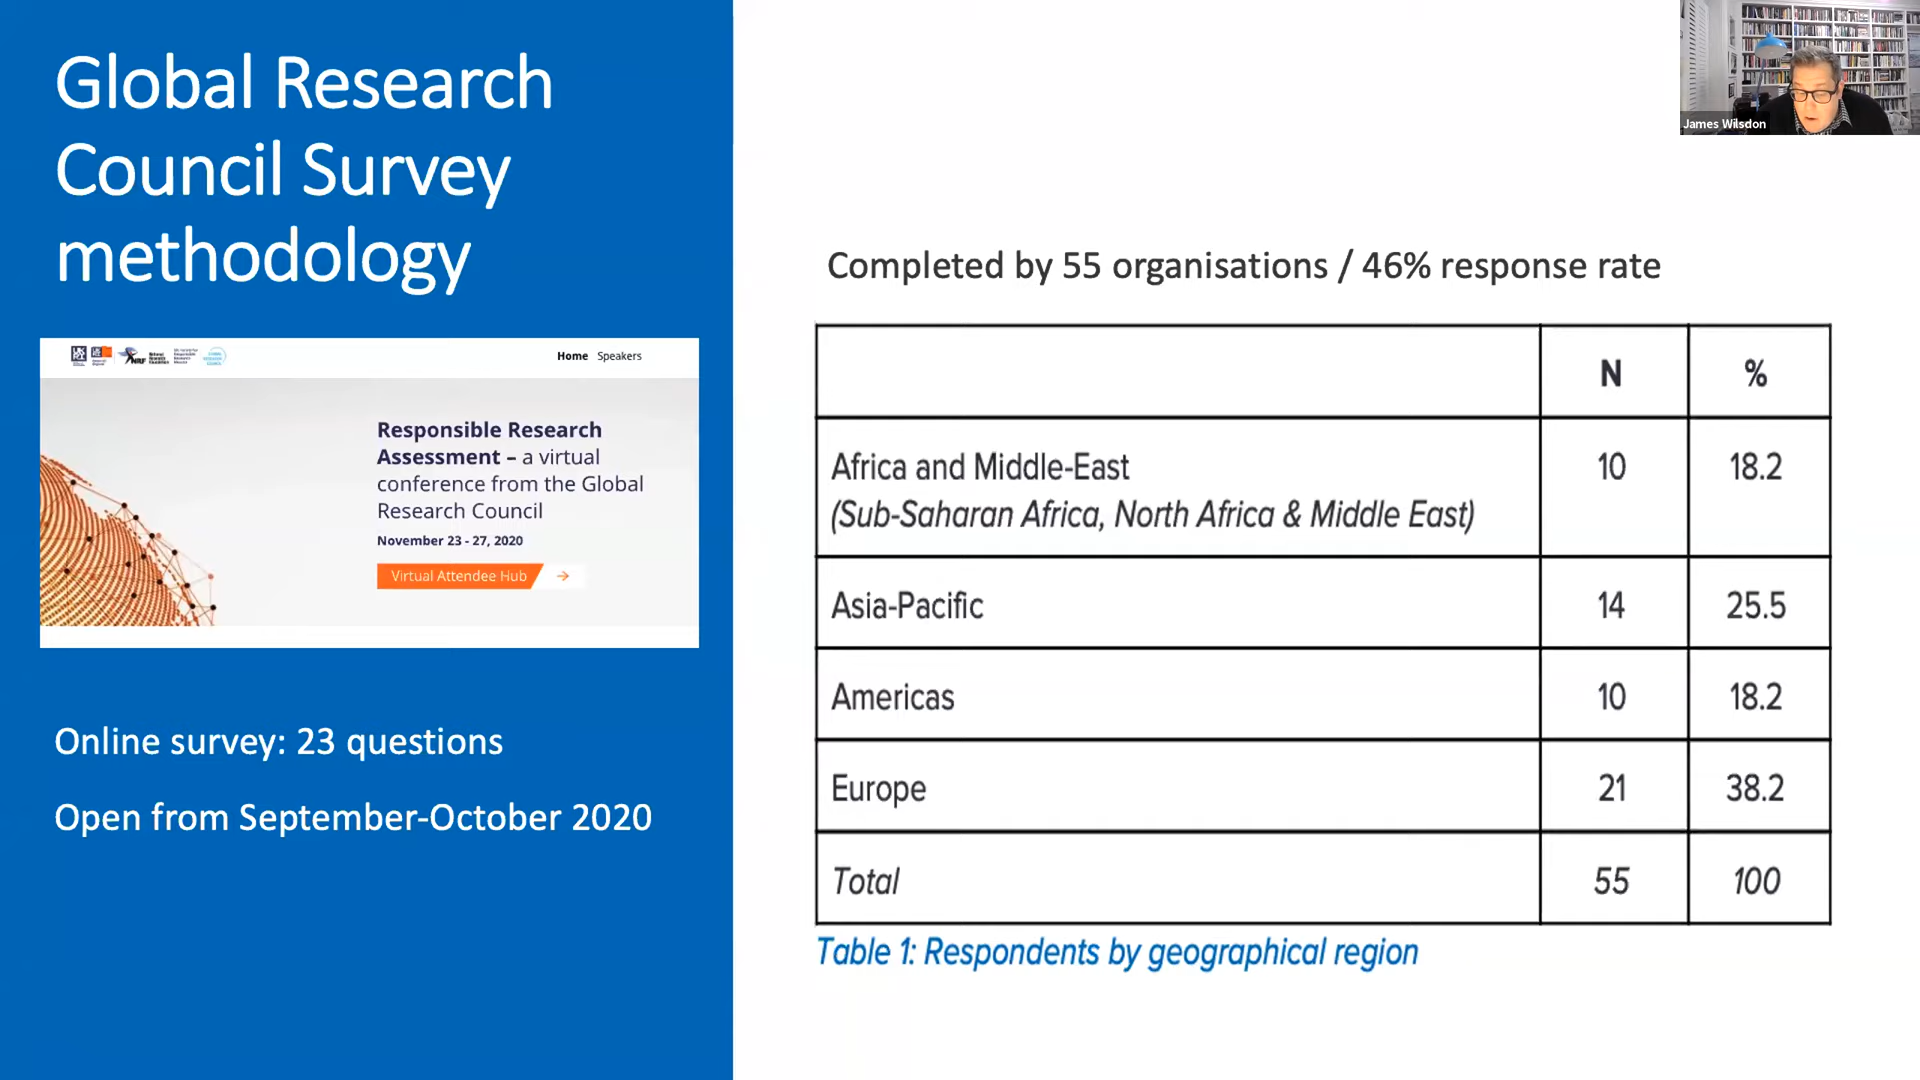 Global Research
Council Survey
methodology
Home Speakers
Responsible Research
Assessment – a virtual
conference from the Global
Research Council
November 23 - 27, 2020
Virtual Attendee Hub
Online survey: 23 questions
Open from September-October 2020
James Wilsdon
Completed by 55 organisations / 46% response rate
N %
Africa and Middle-East 10 18.2
(Sub-Saharan Africa, North Africa & Middle East)
Asia-Pacific 14 25.5
Americas 10 18.2
Europe 21 38.2
Total 55 100
Table 1: Respondents by geographical region